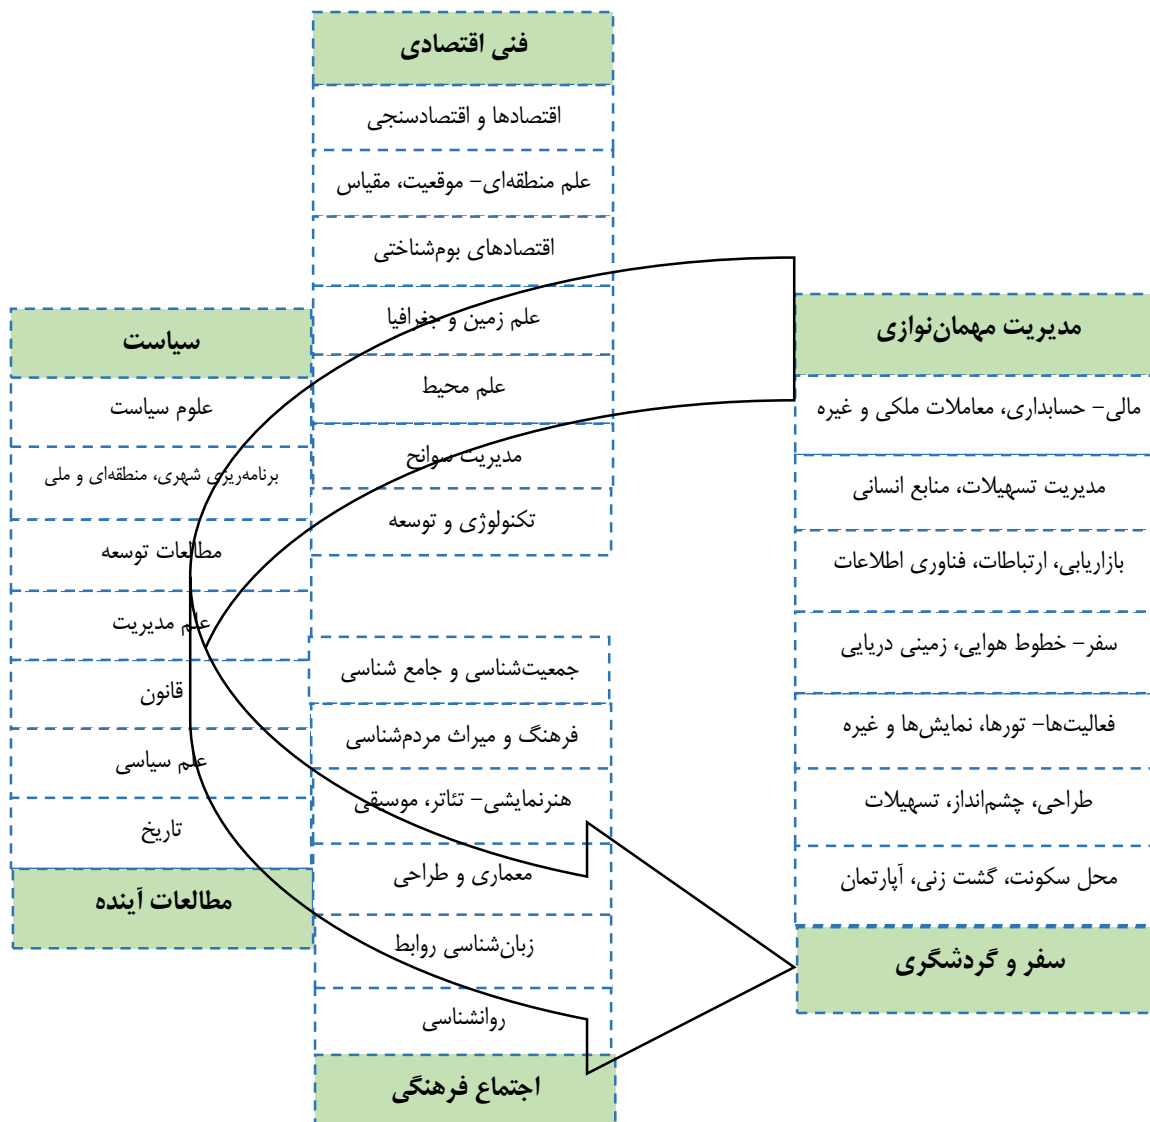 فنی اقتصادی
اقتصادها و اقتصادسنجی
علم منطقه‌ای– موقعیت، مقیاس
اقتصادهای بوم‌شناختی
علم زمین و جغرافیا
علم محیط
مدیریت سوانح
تکنولوژی و توسعه
مدیریت مهمان‌نوازی
مالی– حسابداری، معاملات ملکی و غیره
مدیریت تسهیلات، منابع انسانی
بازاریابی، ارتباطات، فناوری اطلاعات
سفر– خطوط هوایی، زمینی دریایی
فعالیت‌ها– تورها، نمایش‌ها و غیره
طراحی، چشم‌انداز، تسهیلات
محل سکونت، گشت زنی، آپارتمان
سفر و گردشگری
سیاست
علوم سیاست
برنامه‌ریزی شهری، منطقه‌ای و ملی
مطالعات توسعه
علم مدیریت
قانون
علم سیاسی
تاریخ
مطالعات آینده
جمعیت‌شناسی و جامع شناسی
فرهنگ و میراث مردم‌شناسی
هنرنمایشی– تئاتر، موسیقی
معماری و طراحی
زبان‌شناسی روابط
روانشناسی
اجتماع فرهنگی